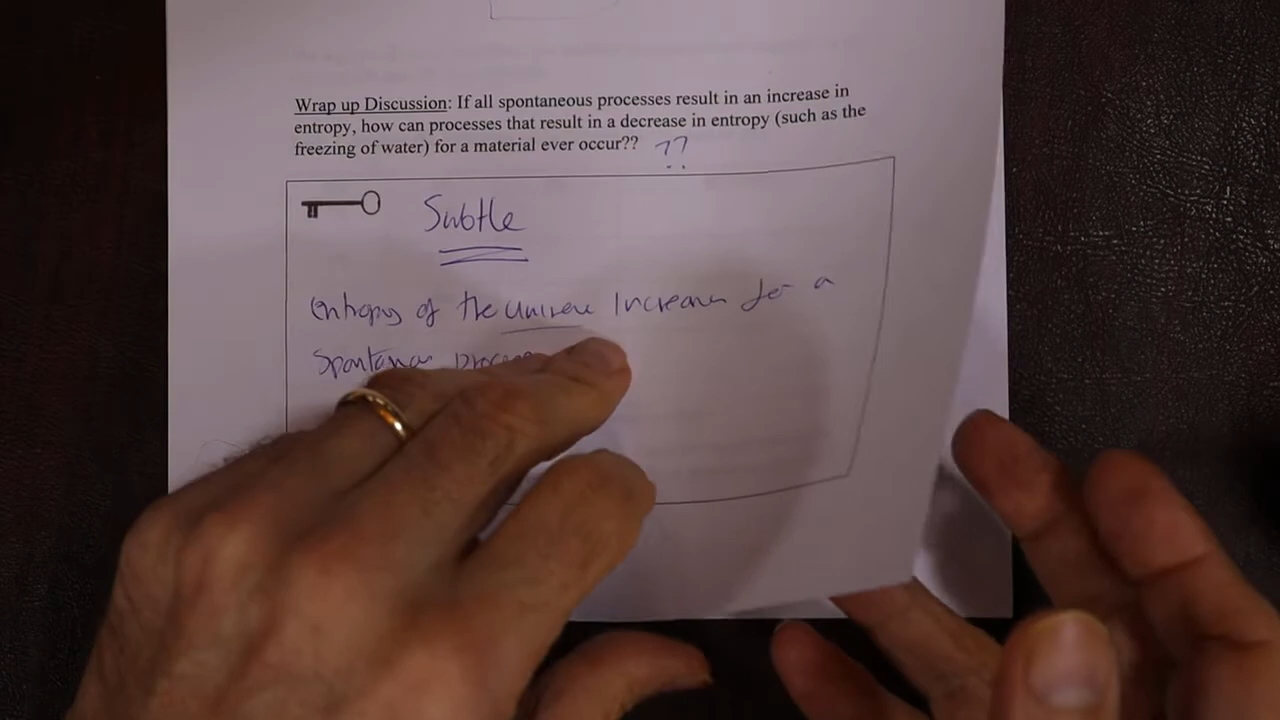 Wrap up Discussion: If all spontaneous processes result in an increase in
entropy, how can processes that result in a decrease in entropy (such as the
freezing of water) for a material ever occur?? ??
Subtle
Entropy of the universe increases for a
spontaneous process